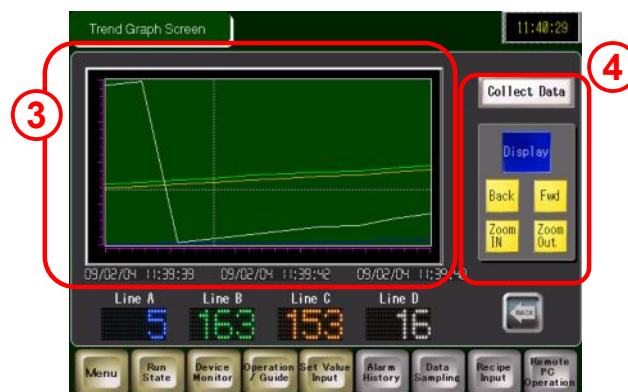 Trend Graph Screen
11:40:29
3
4
Collect Data
Display
Back
Fwd
Zoom
IN
Zoom
Out
09/02/04 11:39:39
09/02/04 11:39:42
09/02/04 11:39:4
Line A
Line B
Line C
Line D
5
163
153
16
BACK
Menu
Run
State
Device
Monitor
Operation
/ Guide
Set Value
Input
Alarm
History
Data
Sampling
Recipe
Input
Remote
PC
Operation